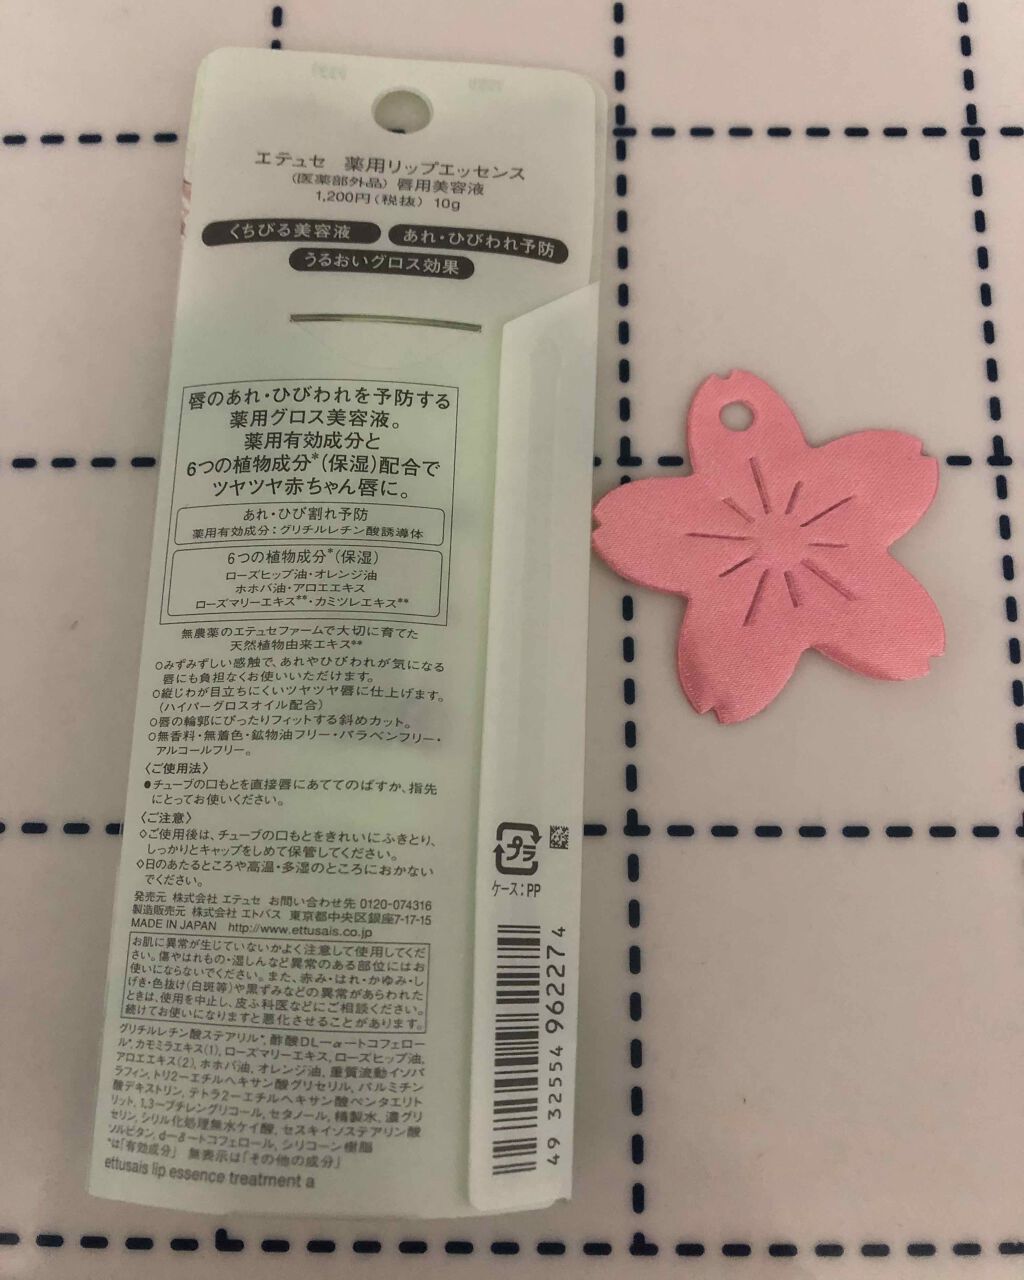 エテュセ 薬用リップエッセンス
(医薬部外品) 唇用美容液
1,200円(税抜) 10g
くちびる美容液
あれ・ひびわれ予防
うるおいグロス効果
唇のあれ・ひびわれを予防する
薬用グロス美容液。
薬用有効成分と
6つの植物成分*(保湿)配合で
ツヤツヤ赤ちゃん唇に。
あれ・ひび割れ予防
薬用有効成分:グリチルレチン酸誘導体
6つの植物成分*(保湿)
ローズヒップ油・オレンジ油
ホホバ油・アロエエキス
ローズマリーエキス**・カミツレエキス**
無農薬のエテュセファームで大切に育てた
天然植物由来エキス**
○みずみずしい感触で、あれやひびわれが気になる
唇にも負担なくお使いいただけます。
○縦じわが目立ちにくいツヤツヤ唇に仕上げます。
(ハイパーグロスオイル配合)
○唇の輪郭にぴったりフィットする斜めカット。
○無香料・無着色・鉱物油フリー・パラベンフリー・
アルコールフリー。
〈ご使用法〉
●チューブの口もとを直接唇にあててのばすか、指先
にとってお使いください。
〈ご注意〉
◇ご使用後は、チューブの口もとをきれいにふきとり、
しっかりとキャップをしめて保管してください。
◇日のあたるところや高温・多湿のところにおかない
でください。
発売元 株式会社 エテュセ お問い合わせ先 0120-074316
製造販売元 株式会社 エトバス 東京都中央区銀座7-17-15
MADE IN JAPAN http://www.ettusais.co.jp
お肌に異常が生じていないかよく注意して使用してくだ
さい。傷やはれもの・湿しんなど異常のある部位にはお
使いにならないでください。また、赤み・はれ・かゆみ・し
げき・色抜け(白斑等)や黒ずみなどの異常があらわれた
ときは、使用を中止し、皮ふ科医などにご相談ください。
続けてお使いになりますと悪化させることがあります。
グリチルレチン酸ステアリル*, 酢酸DL-α-トコフェロー
ル*, カモミラエキス(1), ローズマリーエキス, ローズヒップ油,
アロエエキス(2), ホホバ油, オレンジ油, 重質流動イソパ
ラフィン, トリ2-エチルヘキサン酸グリセリル, パルミチン
酸デキストリン, テトラ2-エチルヘキサン酸ペンタエリト
リット, 1,3-ブチレングリコール, セタノール, 精製水, 濃グリ
セリン, シリル化処理無水ケイ酸, セスキイソステアリン酸
ソルビタン, d-δ-トコフェロール, シリコーン樹脂
*は「有効成分」 無表示は「その他の成分」
ettusais lip essence treatment a
プラ
ケース:PP
49 32554 962274